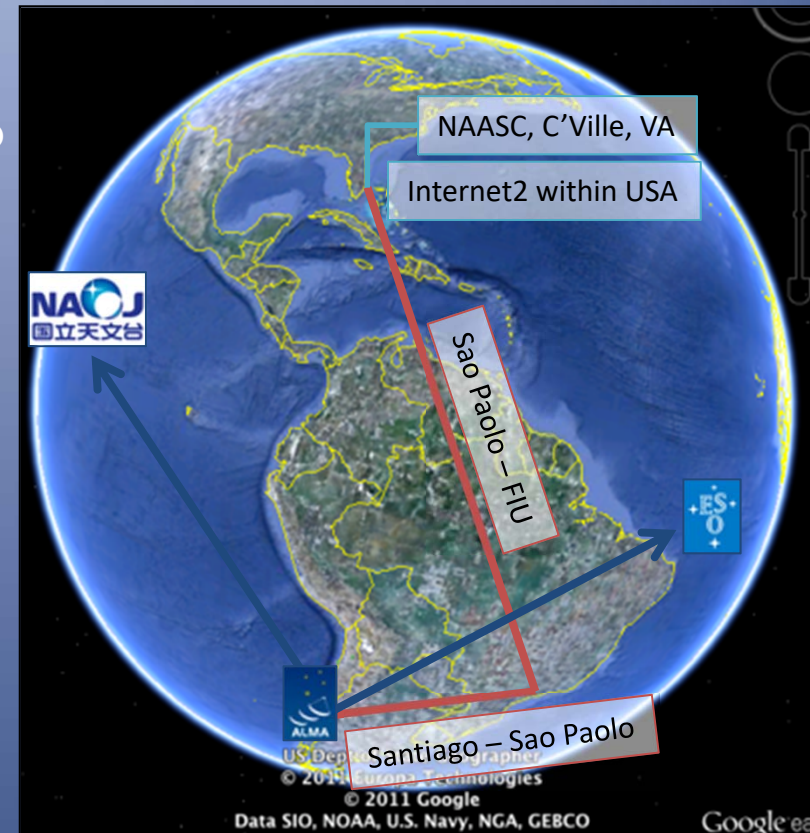 NAASC, C'Ville, VA
Internet2 within USA
NAOJ
国立天文台
Sao Paolo – FIU
ES
O
ALMA
Santiago – Sao Paolo
© 2011 Europa Technologies
© 2011 Google
Data SIO, NOAA, U.S. Navy, NGA, GEBCO
Google